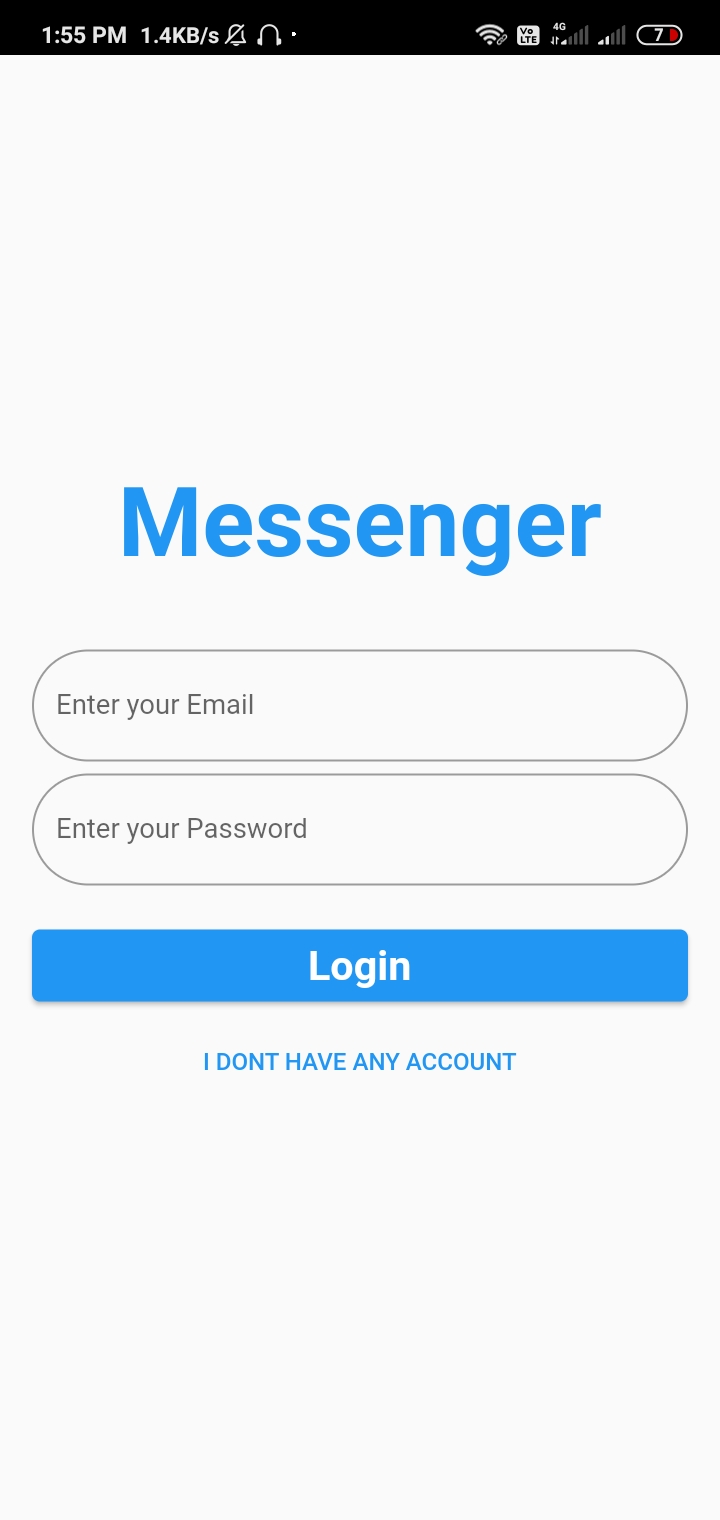 1:55 PM 1.4KB/s Vo LTE 4G 7
Messenger
Enter your Email
Enter your Password
Login
I DONT HAVE ANY ACCOUNT